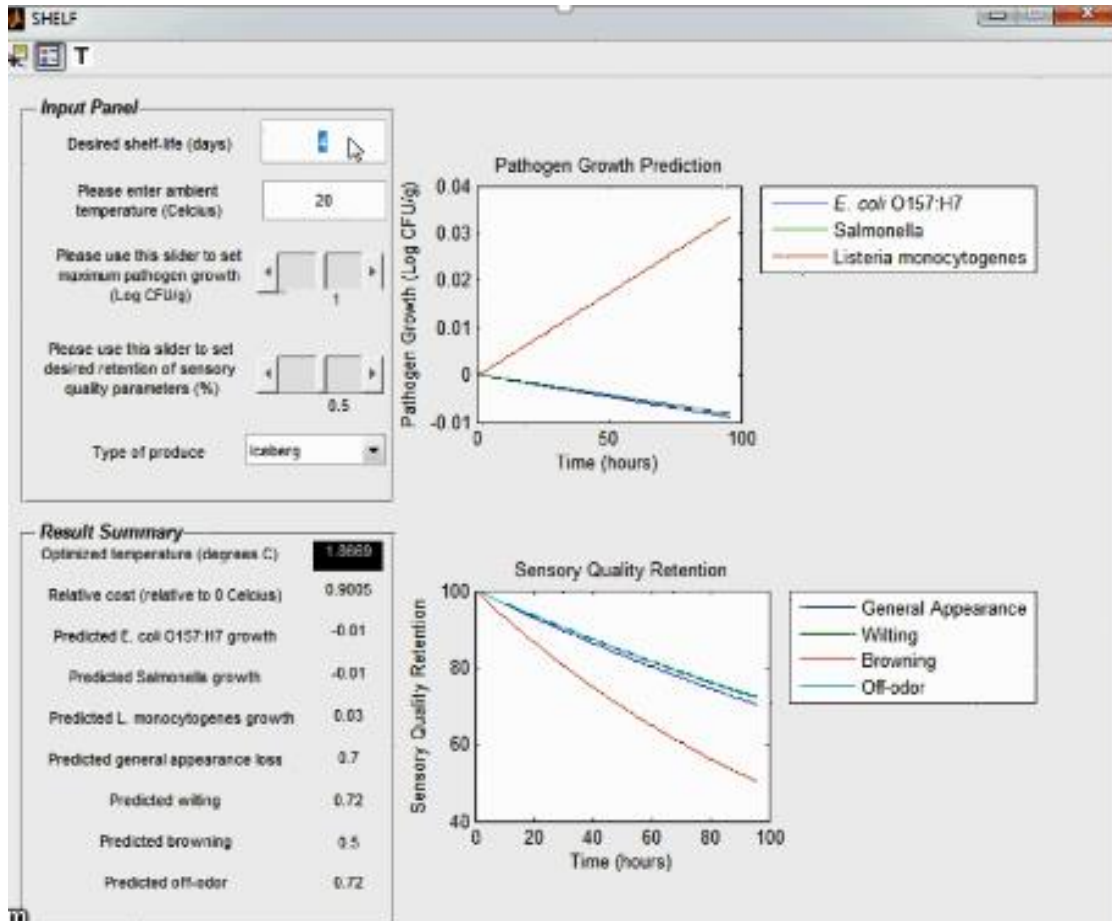 SHELF
T
Input Panel
Desired shelf-life (days)
4
Please enter ambient
temperature (Celcius)
20
Please use this slider to set
maximum pathogen growth
(Log CFU/g)
1
Please use this slider to set
desired retention of sensory
quality parameters (%)
0.5
Type of produce
Iceberg
Result Summary
Optimized temperature (degrees C)
1.8669
Relative cost (relative to 0 Celcius)
0.9005
Predicted E. coli O157:H7 growth
-0.01
Predicted Salmonella growth
-0.01
Predicted L. monocytogenes growth
0.03
Predicted general appearance loss
0.7
Predicted wilting
0.72
Predicted browning
0.5
Predicted off-odor
0.72
Pathogen Growth Prediction
Pathogen Growth (Log CFU/g)
0.04
0.03
0.02
0.01
0
-0.01
0
50
100
Time (hours)
E. coli O157:H7
Salmonella
Listeria monocytogenes
Sensory Quality Retention
Sensory Quality Retention
100
80
60
40
0
20
40
60
80
100
Time (hours)
General Appearance
Wilting
Browning
Off-odor